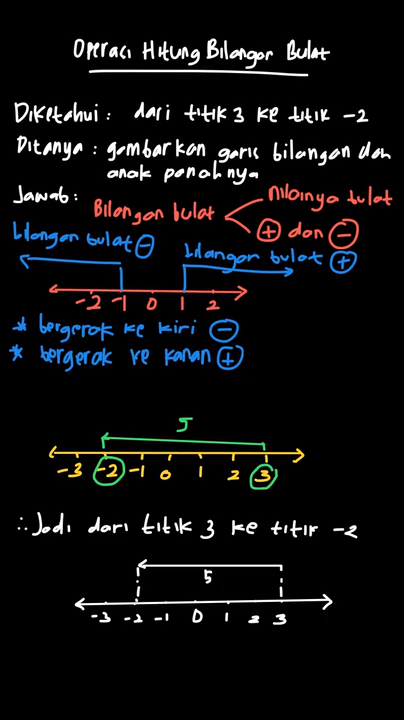 Operasi Hitung Bilangan Bulat
Diketahui : dari titik 3 ke titik -2
Ditanya : gambarkan garis bilangan dan
anak panahnya
Jawab:
Bilangan bulat
nilainya bulat
+ dan -
bilangan bulat -
bilangan bulat +
-2 -1 0 1 2
* bergerak ke kiri -
* bergerak ke kanan +
5
-3 -2 -1 0 1 2 3
∴ Jadi dari titik 3 ke titik -2
5
-3 -2 -1 0 1 2 3